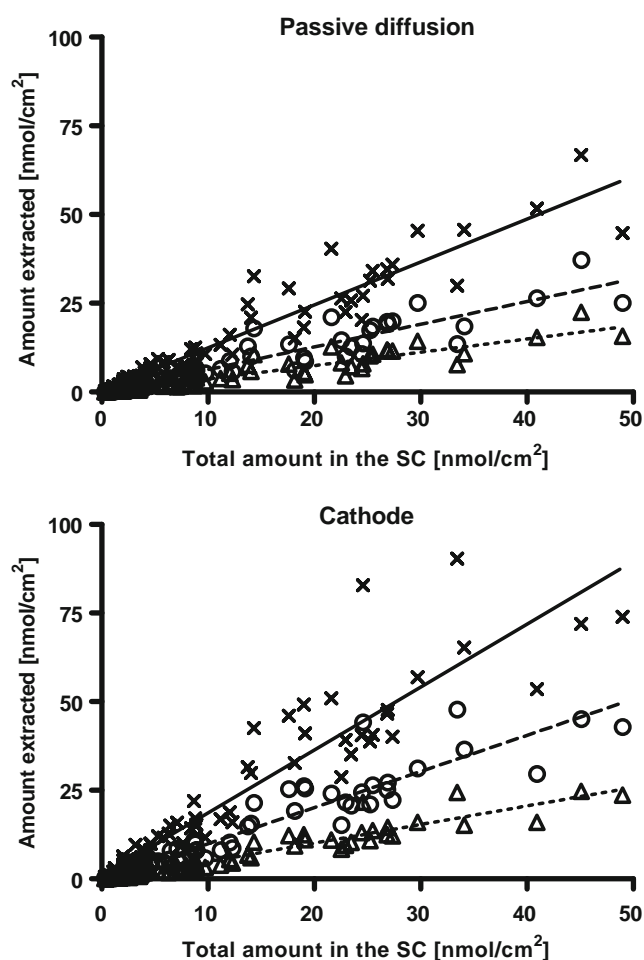 Passive diffusion
100
75
50
25
0
Amount extracted [nmol/cm²]
0 10 20 30 40 50
Total amount in the SC [nmol/cm²]
Cathode
100
75
50
25
0
Amount extracted [nmol/cm²]
0 10 20 30 40 50
Total amount in the SC [nmol/cm²]